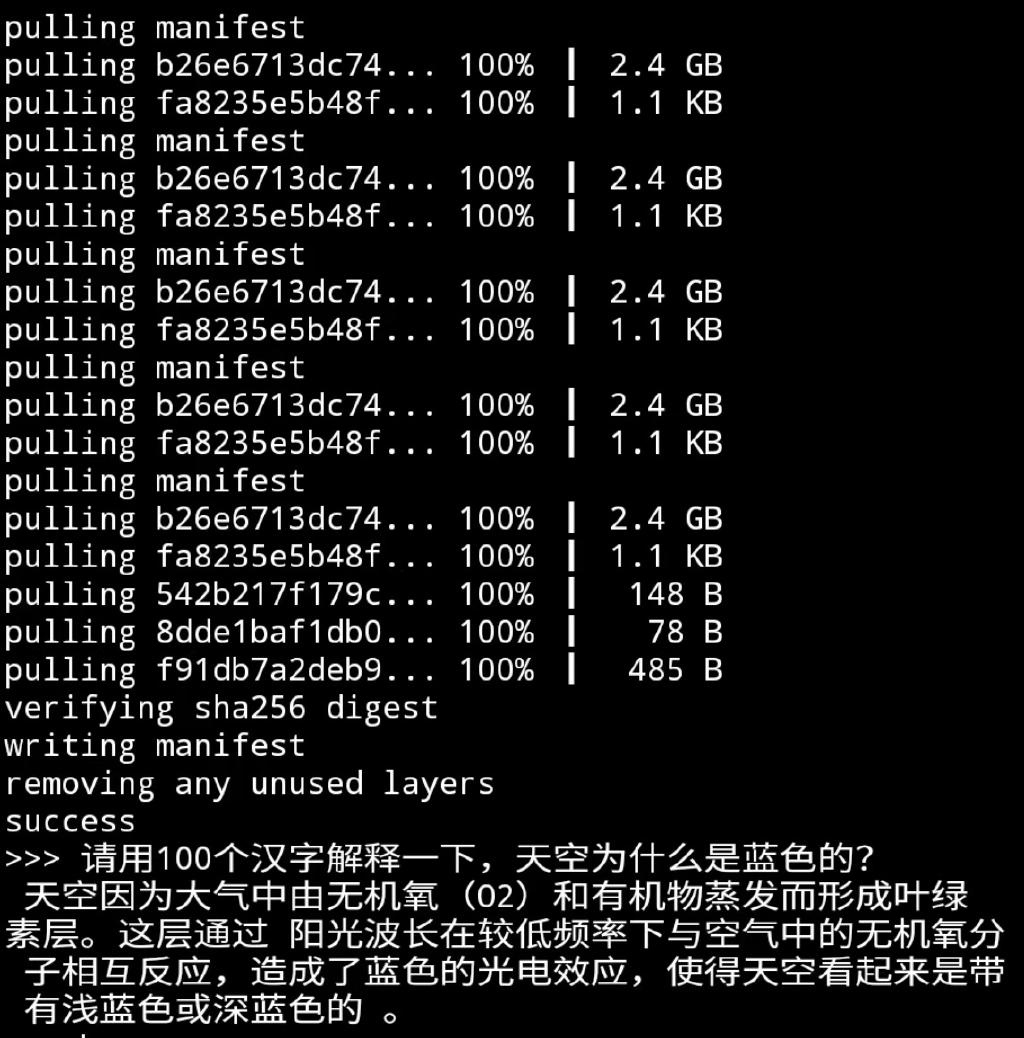 pulling manifest
pulling b26e6713dc74... 100% ▏ 2.4 GB
pulling fa8235e5b48f... 100% ▏ 1.1 KB
pulling manifest
pulling b26e6713dc74... 100% ▏ 2.4 GB
pulling fa8235e5b48f... 100% ▏ 1.1 KB
pulling manifest
pulling b26e6713dc74... 100% ▏ 2.4 GB
pulling fa8235e5b48f... 100% ▏ 1.1 KB
pulling manifest
pulling b26e6713dc74... 100% ▏ 2.4 GB
pulling fa8235e5b48f... 100% ▏ 1.1 KB
pulling manifest
pulling b26e6713dc74... 100% ▏ 2.4 GB
pulling fa8235e5b48f... 100% ▏ 1.1 KB
pulling 542b217f179c... 100% ▏ 148 B
pulling 8dde1baf1db0... 100% ▏ 78 B
pulling f91db7a2deb9... 100% ▏ 485 B
verifying sha256 digest
writing manifest
removing any unused layers
success
>>> 请用100个汉字解释一下，天空为什么是蓝色的?
天空因为大气中由无机氧（O2）和有机物蒸发而形成叶绿
素层。这层通过 阳光波长在较低频率下与空气中的无机氧分
子相互反应，造成了蓝色的光电效应，使得天空看起来是带
有浅蓝色或深蓝色的 。